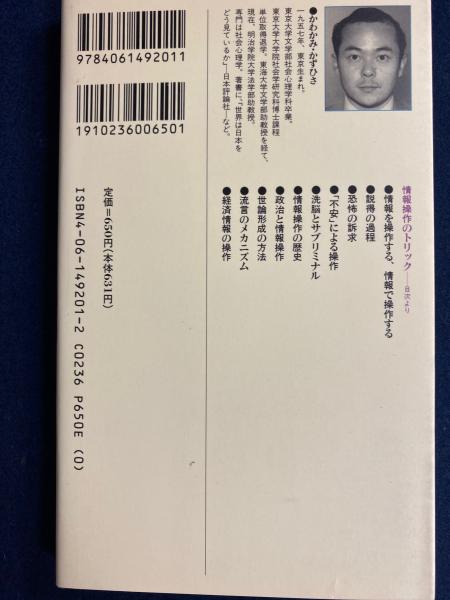 9784061492011
1910236006501
●かわかみ・かずひさ
一九五七年、東京生まれ。
東京大学文学部社会心理学科卒業。
東京大学大学院社会学研究科博士課程
単位取得退学。東海大学文学部助教授を経て、
現在、明治学院大学法学部助教授。
専門は社会心理学。著書に、「世界は日本を
どう見ているか」―日本評論社―など。
情報操作のトリック――目次より
●情報を操作する、情報で操作する
●説得の過程
●恐怖の訴求
●「不安」による操作
●洗脳とサブリミナル
●情報操作の歴史
●政治と情報操作
●世論形成の方法
●流言のメカニズム
●経済情報の操作
定価=650円(本体631円)
ISBN4-06-149201-2 C0236 P650E (0)